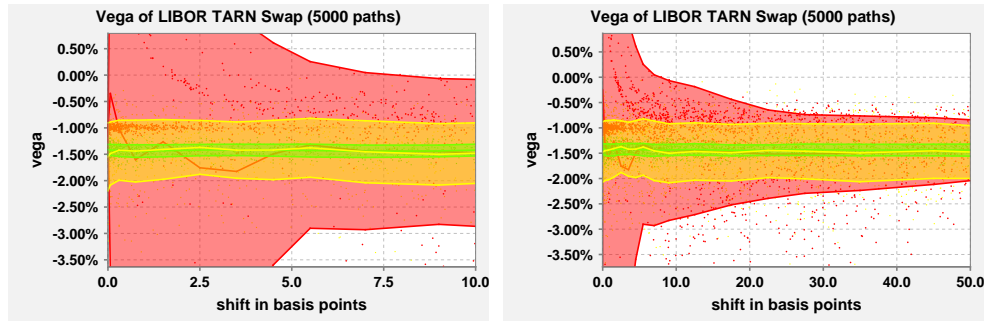 Vega of LIBOR TARN Swap (5000 paths)
0.50%
0.00%
-0.50%
-1.00%
-1.50%
-2.00%
-2.50%
-3.00%
-3.50%
vega
0.0 2.5 5.0 7.5 10.0
shift in basis points
Vega of LIBOR TARN Swap (5000 paths)
0.50%
0.00%
-0.50%
-1.00%
-1.50%
-2.00%
-2.50%
-3.00%
-3.50%
vega
0.0 10.0 20.0 30.0 40.0 50.0
shift in basis points